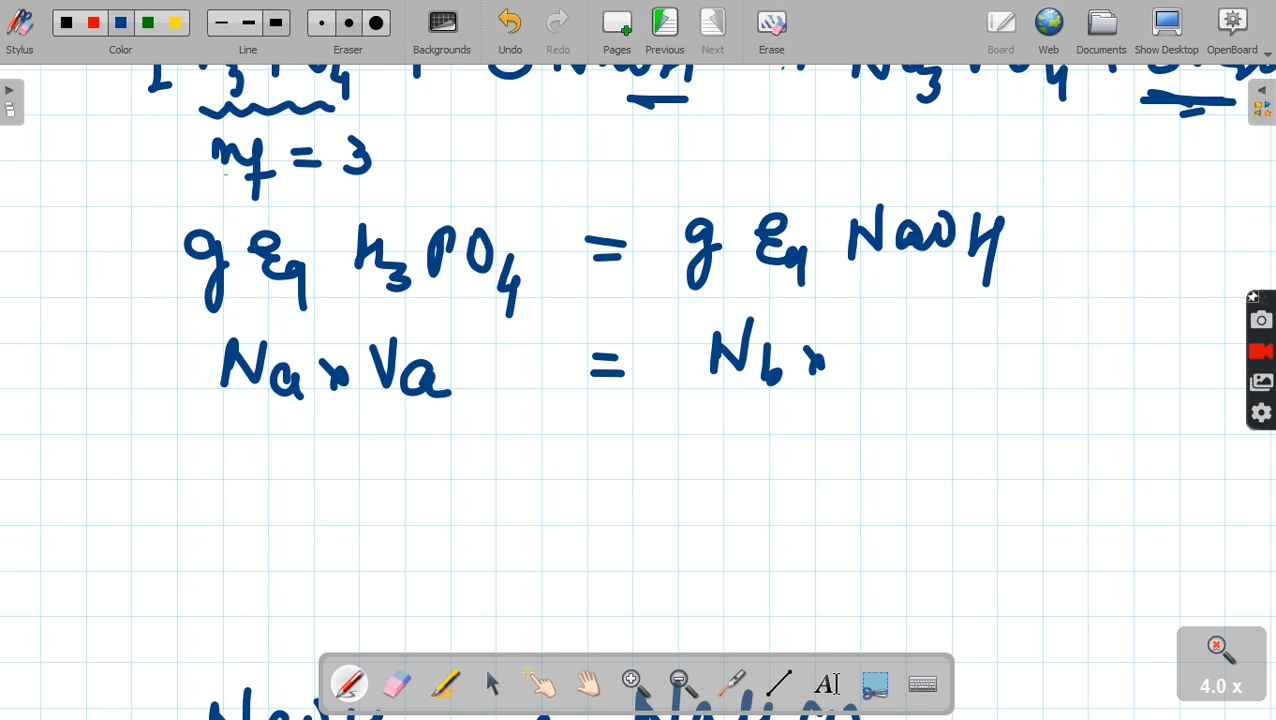 Stylus Color Line Eraser Backgrounds Undo Redo Pages Previous Next Erase Board Web Documents Show Desktop OpenBoard
nf = 3
g Eq H3PO4 = g Eq NaOH
Na x Va = Nb x
4.0 x